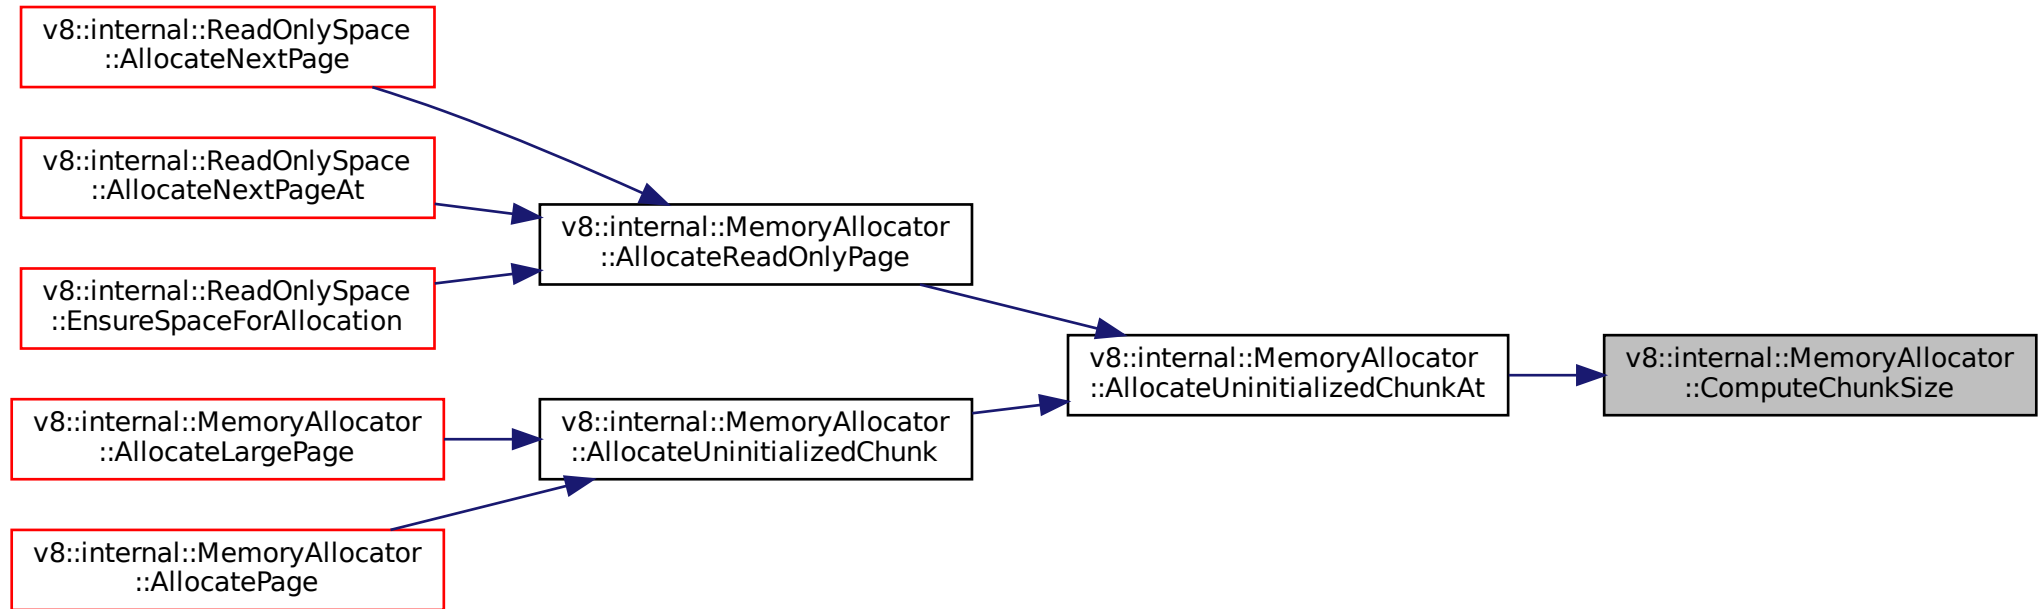 v8::internal::ReadOnlySpace
::AllocateNextPage
v8::internal::ReadOnlySpace
::AllocateNextPageAt
v8::internal::ReadOnlySpace
::EnsureSpaceForAllocation
v8::internal::MemoryAllocator
::AllocateLargePage
v8::internal::MemoryAllocator
::AllocatePage
v8::internal::MemoryAllocator
::AllocateReadOnlyPage
v8::internal::MemoryAllocator
::AllocateUninitializedChunk
v8::internal::MemoryAllocator
::AllocateUninitializedChunkAt
v8::internal::MemoryAllocator
::ComputeChunkSize